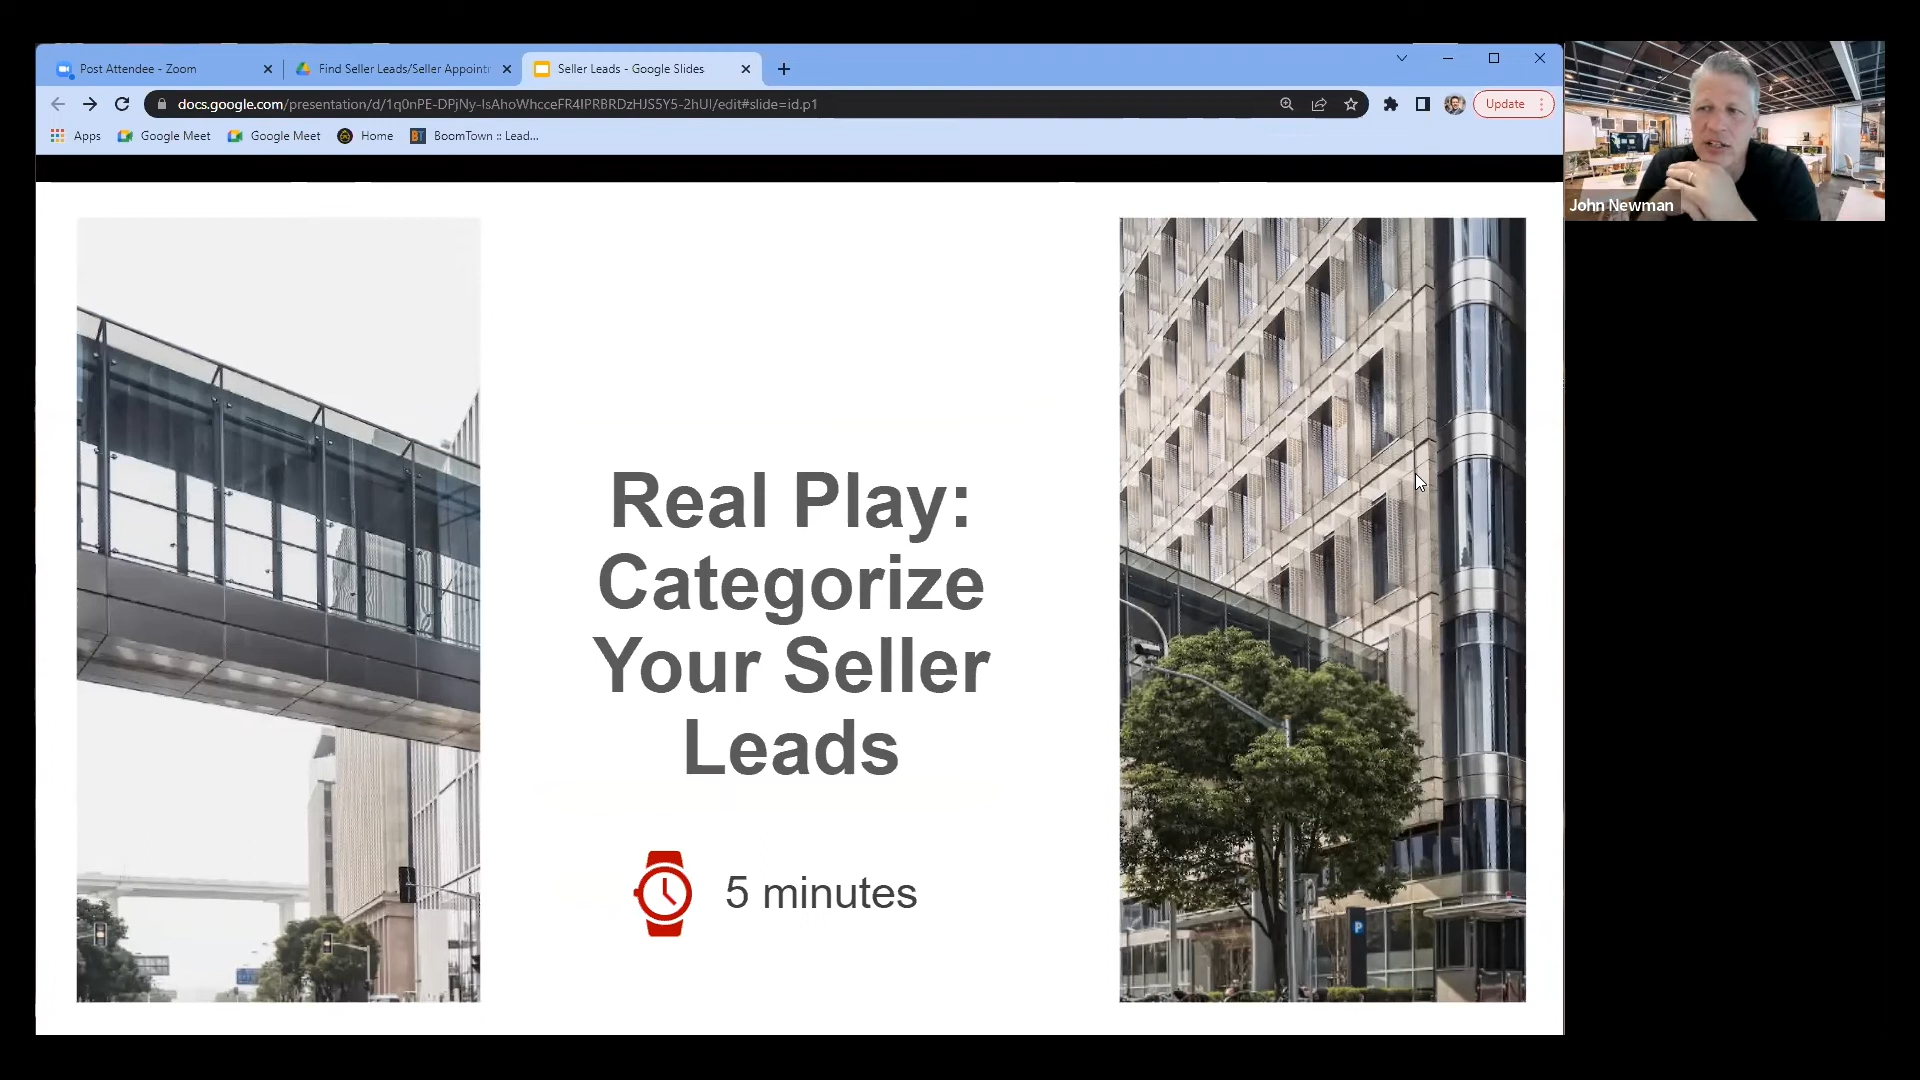 Post Attendee - Zoom
Find Seller Leads/Seller Appointr
Seller Leads - Google Slides
docs.google.com/presentation/d/1q0nPE-DPjNy-IsAhoWhcceFR4IPRBRDzHJS5Y5-2hUI/edit#slide=id.p1
Update
Apps
Google Meet
Google Meet
Home
BT
BoomTown :: Lead...
John Newman
Real Play:
Categorize
Your Seller
Leads
5 minutes
P